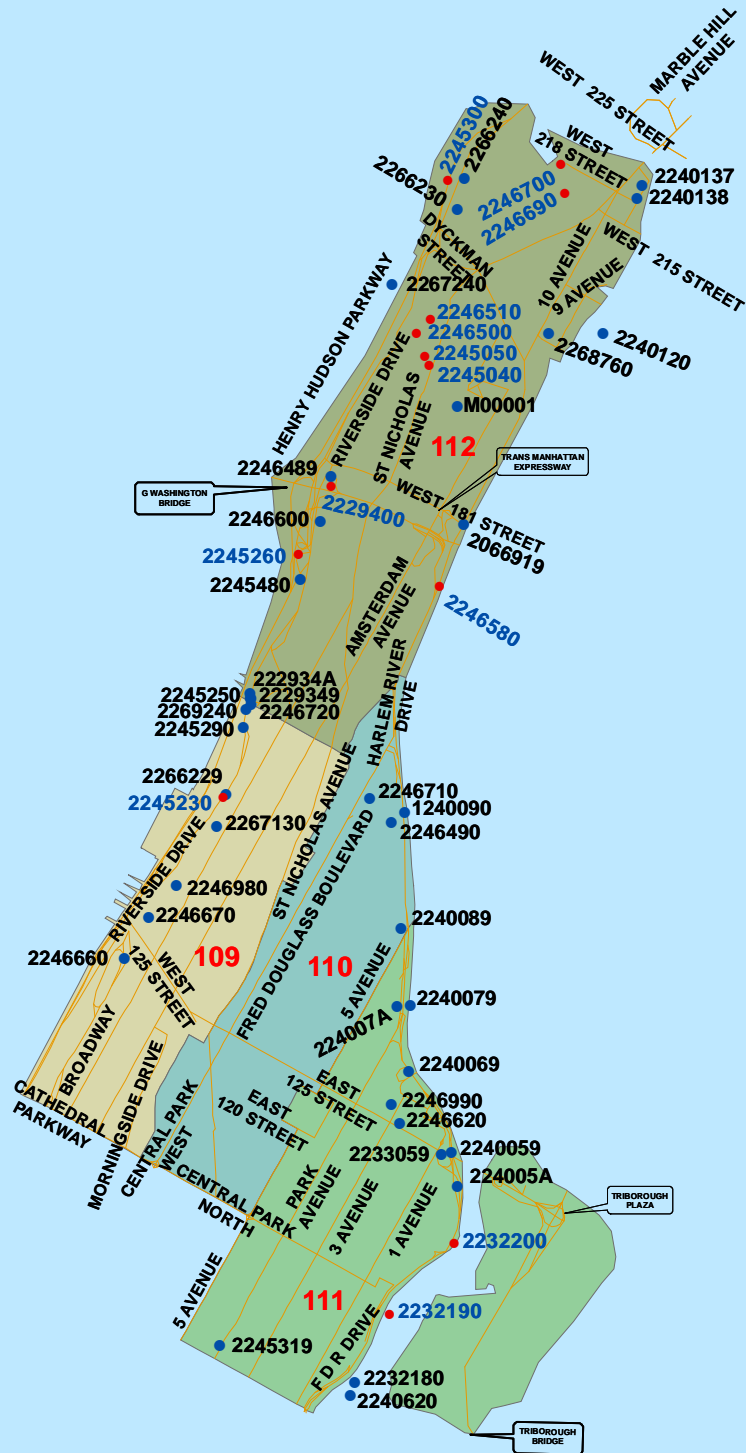 MARBLE HILL
AVENUE
WEST 225 STREET
WEST
218 STREET
2245300
2266240
2266230
2246700
2246690
2240137
2240138
DYCKMAN
STREET
WEST 215 STREET
10 AVENUE
9 AVENUE
2267240
HENRY HUDSON PARKWAY
2246510
2246500
2245050
2245040
2240120
2268760
RIVERSIDE DRIVE
ST NICHOLAS
AVENUE
M00001
112
TRANS MANHATTAN
EXPRESSWAY
2246489
G WASHINGTON
BRIDGE
2229400
WEST 181 STREET
2246600
2066919
2245260
2245480
AMSTERDAM
AVENUE
2246580
HARLEM RIVER
DRIVE
222934A
2245250
2229349
2269240
2246720
2245290
2266229
2245230
2267130
ST NICHOLAS AVENUE
2246710
1240090
2246490
FRED DOUGLASS BOULEVARD
RIVERSIDE DRIVE
2246980
2246670
2240089
2246660
WEST
125 STREET
109
110
5 AVENUE
2240079
224007A
BROADWAY
2240069
CATHEDRAL
PARKWAY
MORNINGSIDE DRIVE
CENTRAL PARK
WEST
EAST
125 STREET
EAST
120 STREET
2246990
2246620
2233059
2240059
224005A
CENTRAL PARK
NORTH
PARK
AVENUE
3 AVENUE
1 AVENUE
TRIBOROUGH
PLAZA
2232200
5 AVENUE
111
2232190
F D R DRIVE
2245319
2232180
2240620
TRIBOROUGH
BRIDGE